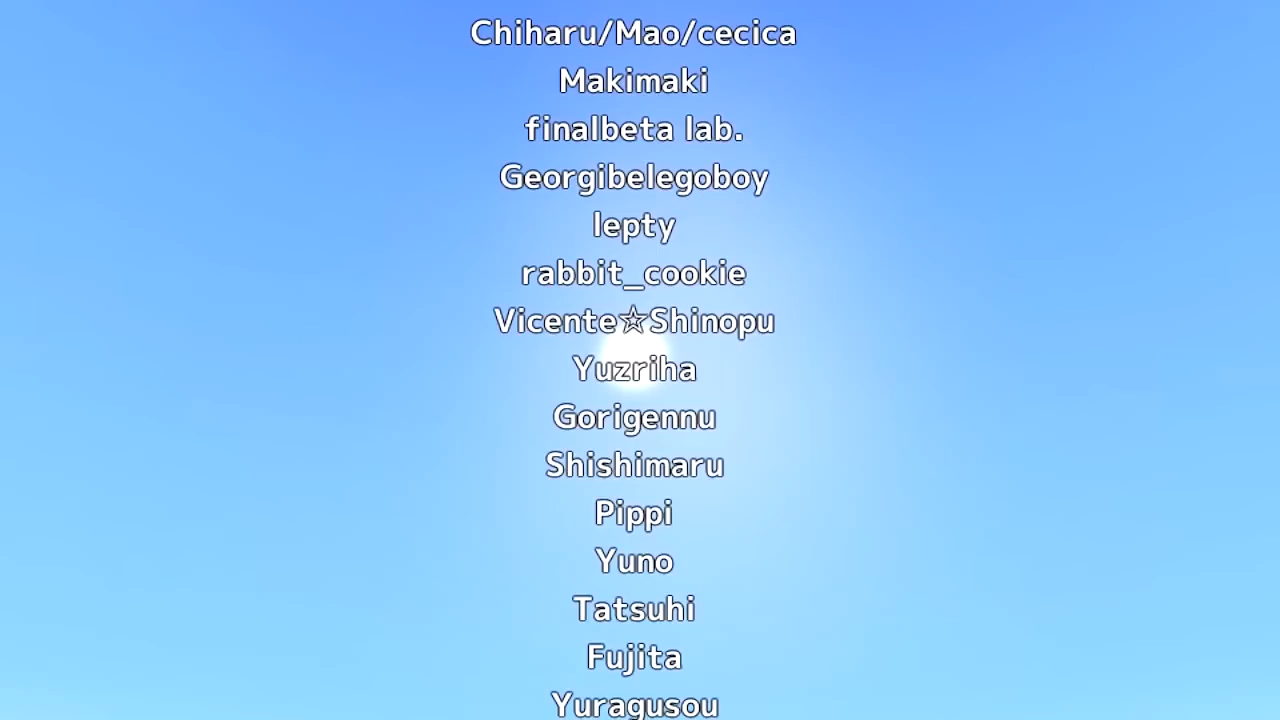 Chiharu/Mao/cecica
Makimaki
finalbeta lab.
Georgibelegoboy
lepty
rabbit_cookie
Vicente☆Shinopu
Yuzriha
Gorigennu
Shishimaru
Pippi
Yuno
Tatsuhi
Fujita
Yuragusou